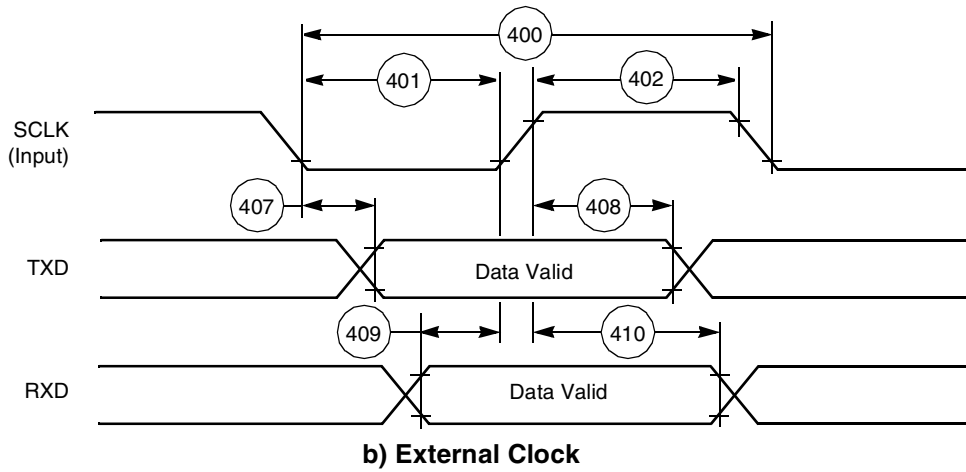 400
401
402
SCLK
(Input)
407
408
TXD
Data Valid
409
410
RXD
Data Valid
b) External Clock